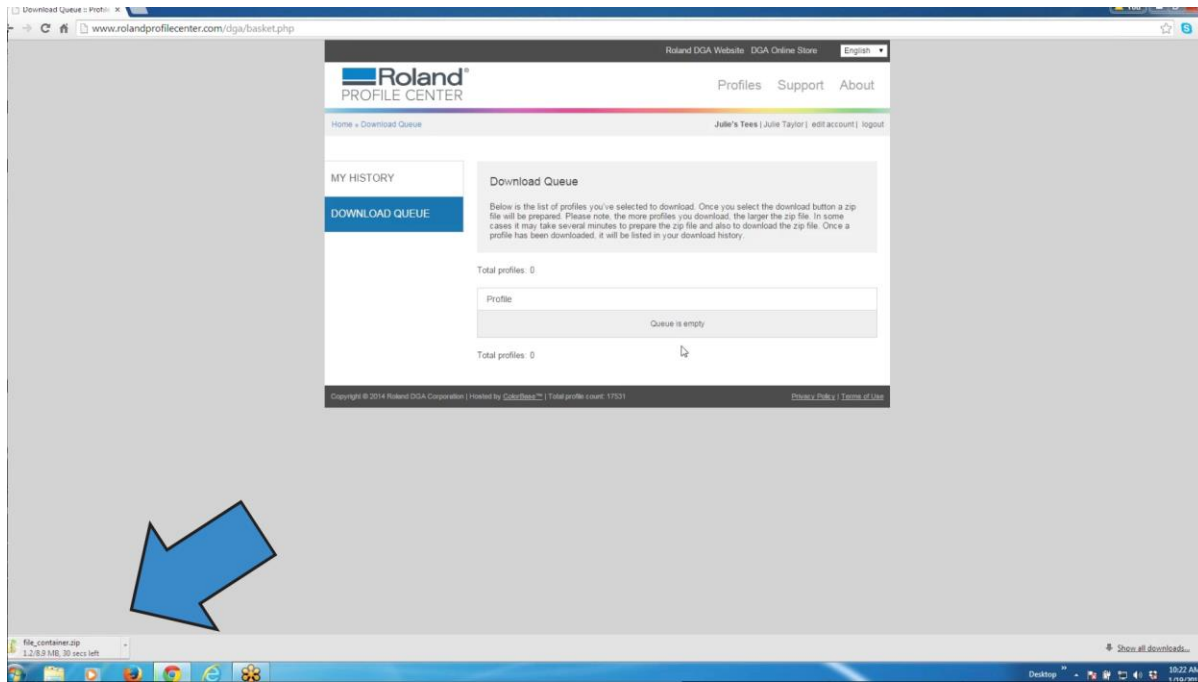 Download Queue :: Profil
www.rolandprofilecenter.com/dga/basket.php
Roland DGA Website DGA Online Store English
Roland®
PROFILE CENTER
Profiles Support About
Home » Download Queue
Julie's Tees | Julie Taylor | edit account | logout
MY HISTORY
DOWNLOAD QUEUE
Download Queue
Below is the list of profiles you've selected to download. Once you select the download button a zip
file will be prepared. Please note, the more profiles you download, the larger the zip file. In some
cases it may take several minutes to prepare the zip file and also to download the zip file. Once a
profile has been downloaded, it will be listed in your download history.
Total profiles: 0
Profile
Queue is empty
Total profiles: 0
Copyright © 2014 Roland DGA Corporation | Hosted by ColorBase™ | Total profile count: 17531
Privacy Policy | Terms of Use
file_container.zip
1.2/8.9 MB, 30 secs left
Show all downloads...
Desktop
10:22 AM
1/19/201